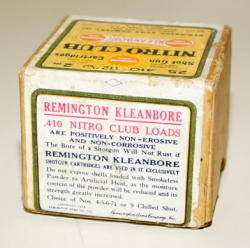 Shot Gun
Cartridges
NITRO CLUB
25 .410
REMINGTON KLEANBORE
.410 NITRO CLUB LOADS
ARE POSITIVELY NON-EROSIVE
AND NON-CORROSIVE
The Bore of a Shotgun Will Not Rust if
REMINGTON KLEANBORE
SHOTGUN CARTRIDGES ARE USED IN IT EXCLUSIVELY
Do not expose shells loaded with Smokeless
Powder to Artificial Heat, as the moisture
content of the powder will be reduced and its
strength greatly increased.
Choice of Nos. 4-5-6-7½ or 9 Chilled Shot.